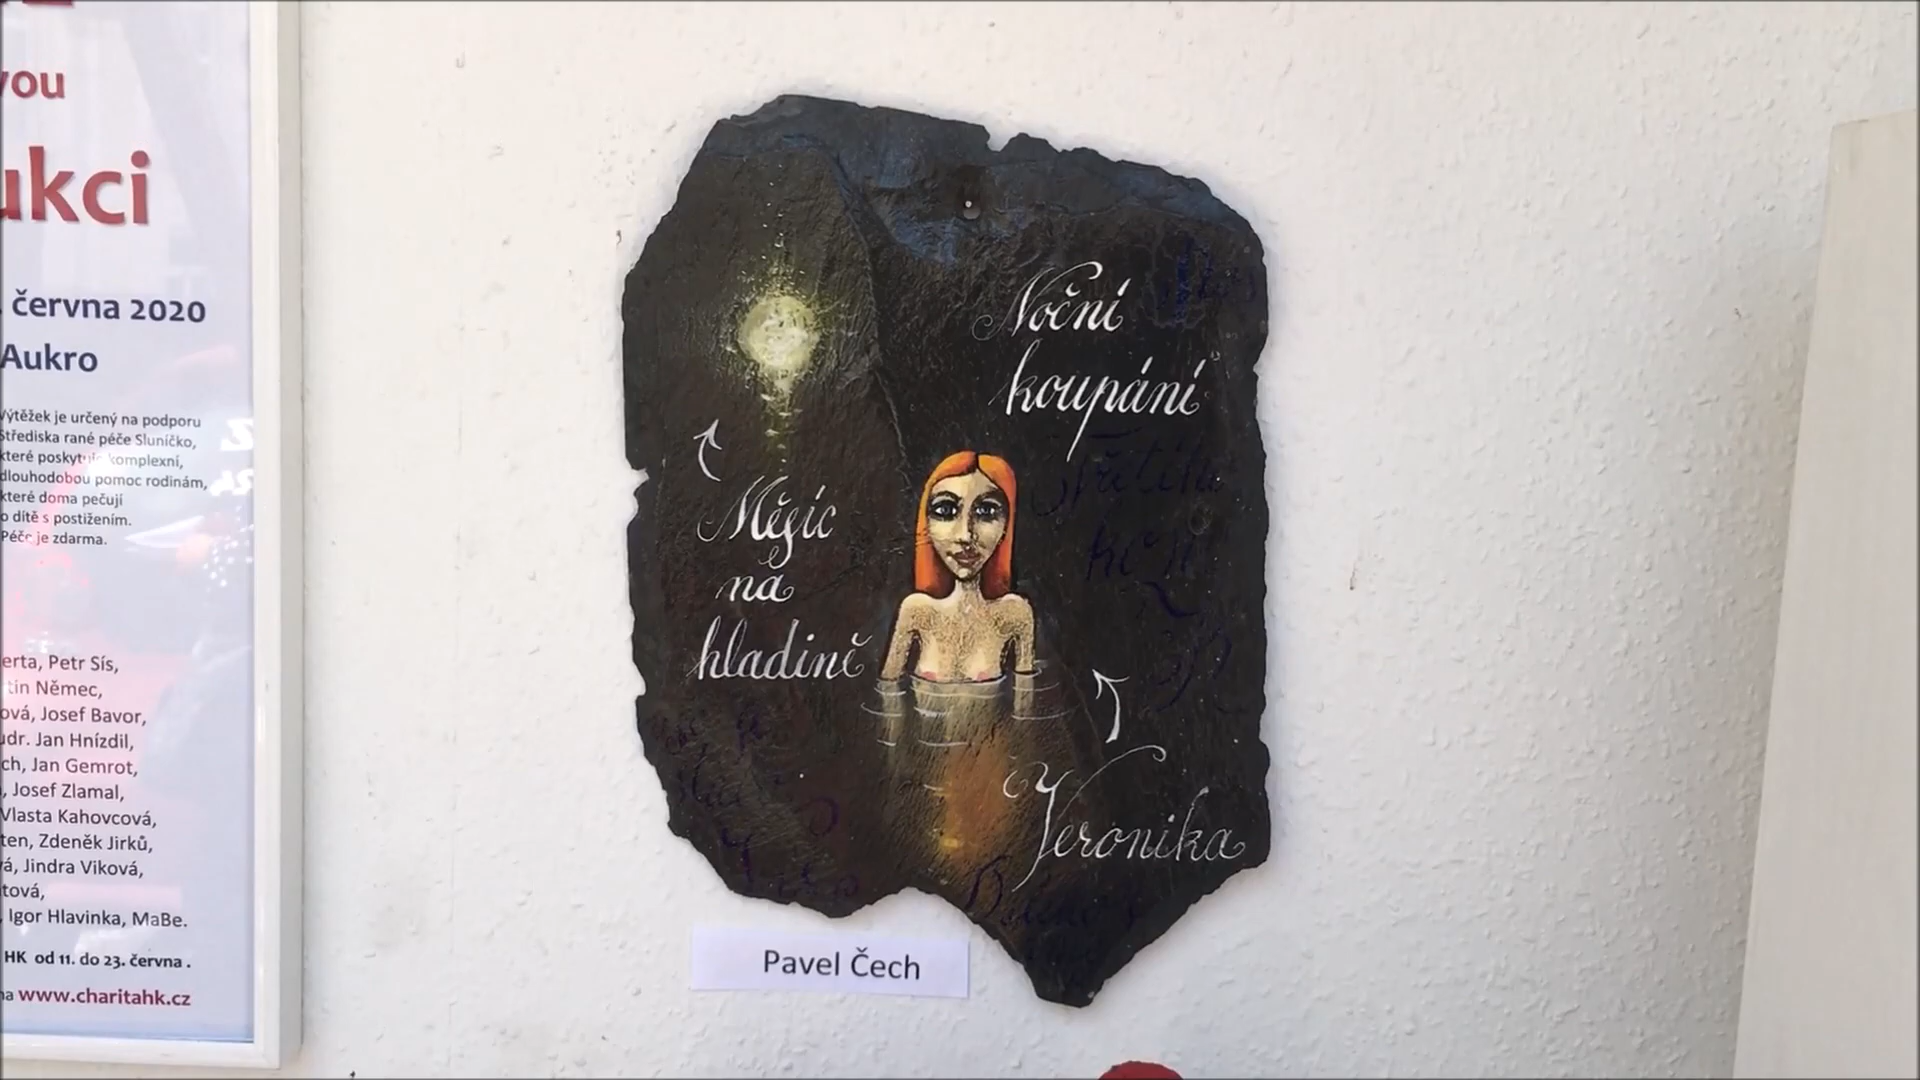 vou
ukci
. června 2020
Aukro
Výtěžek je určený na podporu
Střediska rané péče Sluníčko,
které poskytuje komplexní,
dlouhodobou pomoc rodinám,
které doma pečují
o dítě s postižením.
Péče je zdarma.
erta, Petr Sís,
tin Němec,
ová, Josef Bavor,
udr. Jan Hnízdil,
ch, Jan Gemrot,
, Josef Zlamal,
Vlasta Kahovcová,
ten, Zdeněk Jirků,
vá, Jindra Viková,
tová,
, Igor Hlavinka, MaBe.
HK od 11. do 23. června .
na www.charitahk.cz
Noční
koupání
Měsíc
na
hladině
Veronika
Pavel Čech